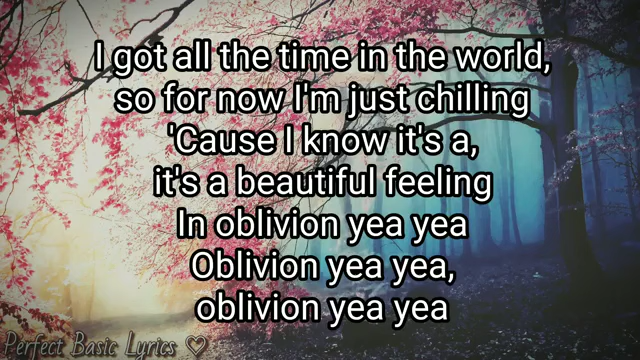 I got all the time in the world,
so for now I'm just chilling
'Cause I know it's a,
it's a beautiful feeling
In oblivion yea yea
Oblivion yea yea,
oblivion yea yea
Perfect Basic Lyrics ♡